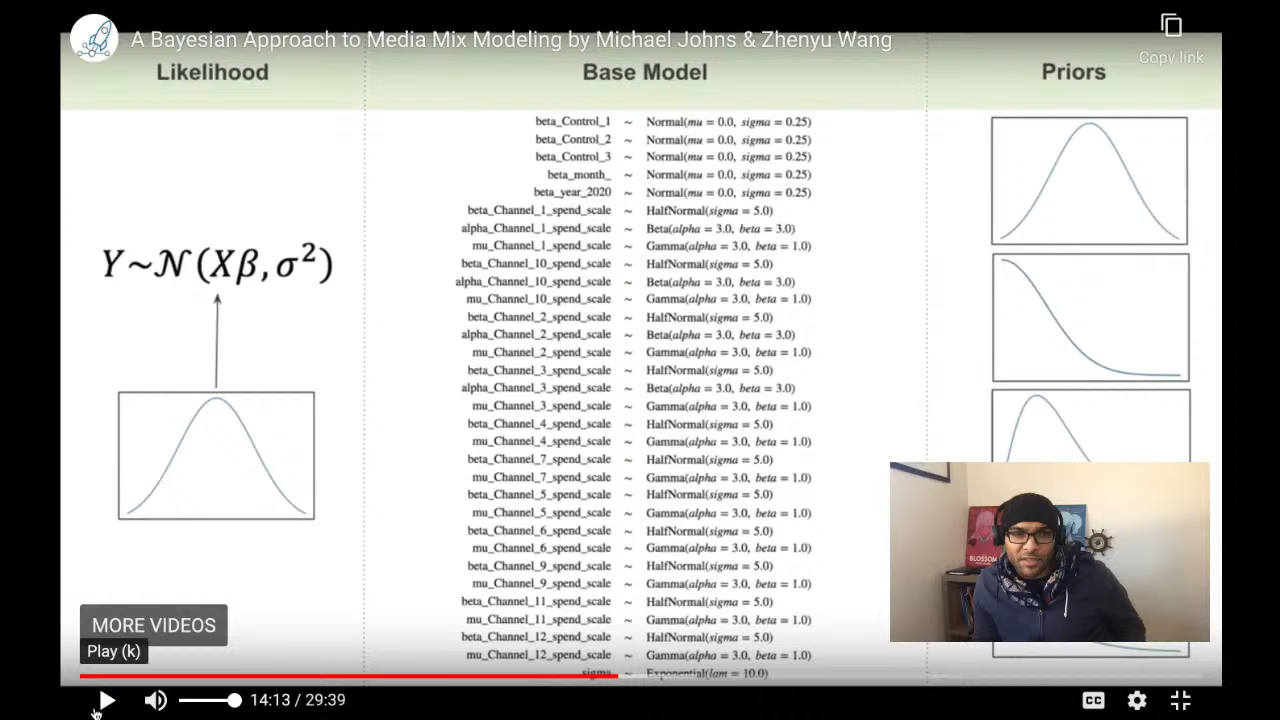 A Bayesian Approach to Media Mix Modeling by Michael Johns & Zhenyu Wang
Copy link
Likelihood
Base Model
Priors
Y~𝒩(Xβ,σ²)
beta_Control_1 ~ Normal(mu = 0.0, sigma = 0.25)
beta_Control_2 ~ Normal(mu = 0.0, sigma = 0.25)
beta_Control_3 ~ Normal(mu = 0.0, sigma = 0.25)
beta_month_ ~ Normal(mu = 0.0, sigma = 0.25)
beta_year_2020 ~ Normal(mu = 0.0, sigma = 0.25)
beta_Channel_1_spend_scale ~ HalfNormal(sigma = 5.0)
alpha_Channel_1_spend_scale ~ Beta(alpha = 3.0, beta = 3.0)
mu_Channel_1_spend_scale ~ Gamma(alpha = 3.0, beta = 1.0)
beta_Channel_10_spend_scale ~ HalfNormal(sigma = 5.0)
alpha_Channel_10_spend_scale ~ Beta(alpha = 3.0, beta = 3.0)
mu_Channel_10_spend_scale ~ Gamma(alpha = 3.0, beta = 1.0)
beta_Channel_2_spend_scale ~ HalfNormal(sigma = 5.0)
alpha_Channel_2_spend_scale ~ Beta(alpha = 3.0, beta = 3.0)
mu_Channel_2_spend_scale ~ Gamma(alpha = 3.0, beta = 1.0)
beta_Channel_3_spend_scale ~ HalfNormal(sigma = 5.0)
alpha_Channel_3_spend_scale ~ Beta(alpha = 3.0, beta = 3.0)
mu_Channel_3_spend_scale ~ Gamma(alpha = 3.0, beta = 1.0)
beta_Channel_4_spend_scale ~ HalfNormal(sigma = 5.0)
mu_Channel_4_spend_scale ~ Gamma(alpha = 3.0, beta = 1.0)
beta_Channel_7_spend_scale ~ HalfNormal(sigma = 5.0)
mu_Channel_7_spend_scale ~ Gamma(alpha = 3.0, beta = 1.0)
beta_Channel_5_spend_scale ~ HalfNormal(sigma = 5.0)
mu_Channel_5_spend_scale ~ Gamma(alpha = 3.0, beta = 1.0)
beta_Channel_6_spend_scale ~ HalfNormal(sigma = 5.0)
mu_Channel_6_spend_scale ~ Gamma(alpha = 3.0, beta = 1.0)
beta_Channel_9_spend_scale ~ HalfNormal(sigma = 5.0)
mu_Channel_9_spend_scale ~ Gamma(alpha = 3.0, beta = 1.0)
beta_Channel_11_spend_scale ~ HalfNormal(sigma = 5.0)
mu_Channel_11_spend_scale ~ Gamma(alpha = 3.0, beta = 1.0)
beta_Channel_12_spend_scale ~ HalfNormal(sigma = 5.0)
mu_Channel_12_spend_scale ~ Gamma(alpha = 3.0, beta = 1.0)
sigma ~ Exponential(lam = 10.0)
BLOSSOM
MORE VIDEOS
Play (k)
14:13 / 29:39
CC